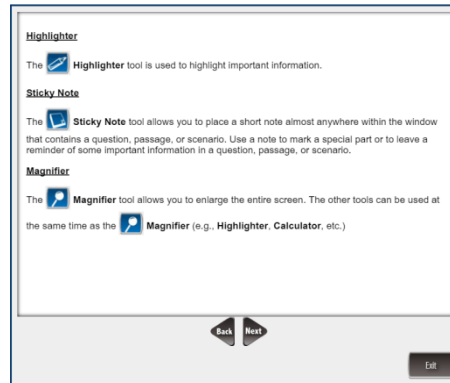 Highlighter
The Highlighter tool is used to highlight important information.
Sticky Note
The Sticky Note tool allows you to place a short note almost anywhere within the window
that contains a question, passage, or scenario. Use a note to mark a special part or to leave a
reminder of some important information in a question, passage, or scenario.
Magnifier
The Magnifier tool allows you to enlarge the entire screen. The other tools can be used at
the same time as the Magnifier (e.g., Highlighter, Calculator, etc.)
Back Next
Exit